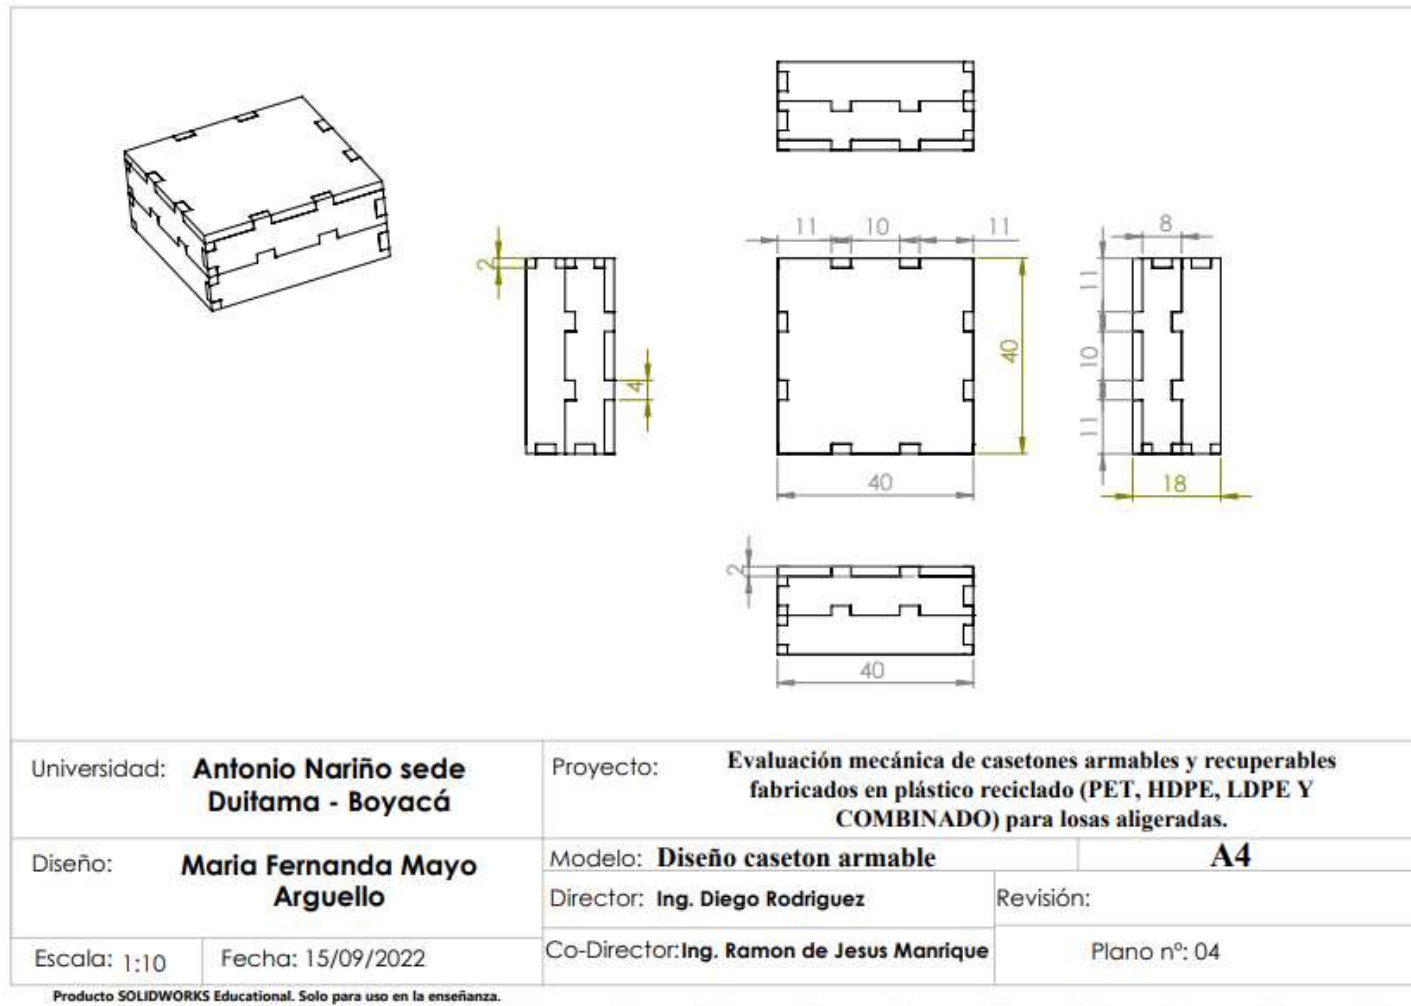 11 10 11
8
2
11
40
10
4
11
40
18
2
40
Universidad: Antonio Nariño sede
Duitama - Boyacá
Proyecto: Evaluación mecánica de casetones armables y recuperables
fabricados en plástico reciclado (PET, HDPE, LDPE Y
COMBINADO) para losas aligeradas.
Diseño: Maria Fernanda Mayo
Arguello
Modelo: Diseño caseton armable
A4
Director: Ing. Diego Rodriguez
Revisión:
Escala: 1:10
Fecha: 15/09/2022
Co-Director:Ing. Ramon de Jesus Manrique
Plano nº: 04
Producto SOLIDWORKS Educational. Solo para uso en la enseñanza.